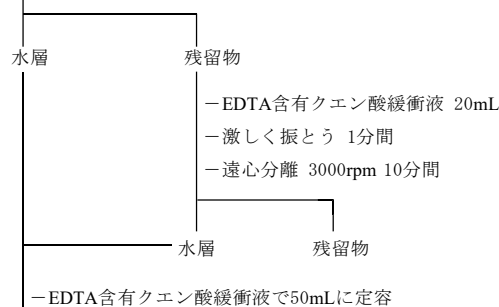 水層 残留物
－EDTA含有クエン酸緩衝液 20mL
－激しく振とう 1分間
－遠心分離 3000rpm 10分間
水層 残留物
－EDTA含有クエン酸緩衝液で50mLに定容